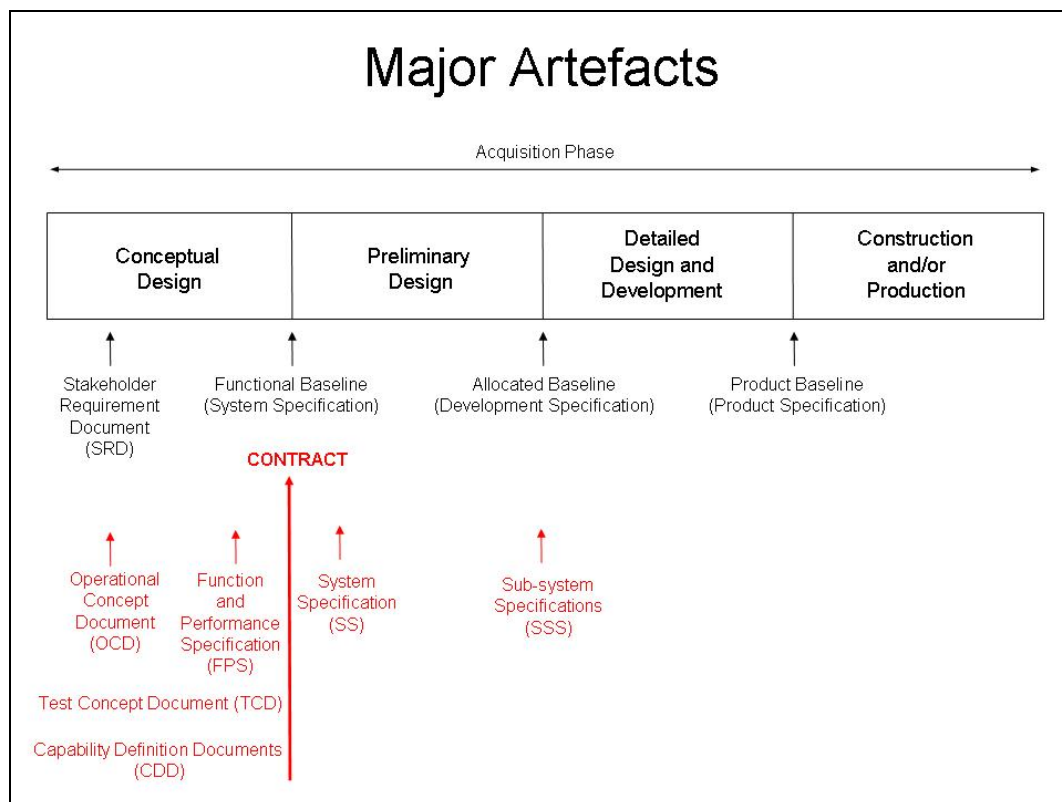 Major Artefacts
Acquisition Phase
Conceptual
Design
Preliminary
Design
Detailed
Design and
Development
Construction
and/or
Production
Stakeholder
Requirement
Document
(SRD)
Functional Baseline
(System Specification)
Allocated Baseline
(Development Specification)
Product Baseline
(Product Specification)
CONTRACT
Operational
Concept
Document
(OCD)
Function
and
Performance
Specification
(FPS)
System
Specification
(SS)
Sub-system
Specifications
(SSS)
Test Concept Document (TCD)
Capability Definition Documents
(CDD)